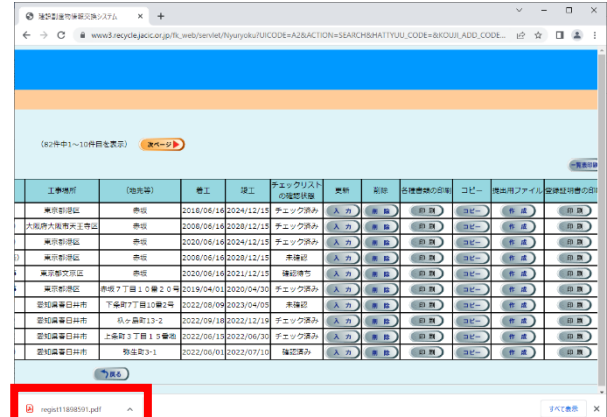 建設副産物情報交換システム
www3.recycle.jacic.or.jp/fk_web/servlet/Nyuryoku?UICODE=A2&ACTION=SEARCH&HATTYUU_CODE=&KOUJI_ADD_CODE...
(82件中1～10件目を表示) 次ページ
一覧表印刷
工事場所 (地先等) 着工 竣工 チェックリストの確認状態 更新 削除 各種書類の印刷 コピー 提出用ファイル 登録証明書の印
東京都港区 赤坂 2018/06/16 2024/12/15 チェック済み 入力 削除 印刷 コピー 作成 印刷
大阪府大阪市天王寺区 赤坂 2008/06/16 2028/12/15 チェック済み 入力 削除 印刷 コピー 作成 印刷
東京都港区 赤坂 2020/06/16 2024/12/15 チェック済み 入力 削除 印刷 コピー 作成 印刷
東京都港区 赤坂 2008/06/16 2028/12/15 未確認 入力 削除 印刷 コピー 作成 印刷
東京都文京区 赤坂 2020/06/16 2021/12/15 確認待ち 入力 削除 印刷 コピー 作成 印刷
東京都港区 赤坂７丁目１０番２０号 2019/04/01 2020/04/30 チェック済み 入力 削除 印刷 コピー 作成 印刷
愛知県春日井市 下条町7丁目10番2号 2022/08/09 2023/04/05 未確認 入力 削除 印刷 コピー 作成 印刷
愛知県春日井市 杁ヶ島町13-2 2022/09/18 2022/12/19 チェック済み 入力 削除 印刷 コピー 作成 印刷
愛知県春日井市 上条町３丁目１５番地 2022/06/15 2022/06/30 チェック済み 入力 削除 印刷 コピー 作成 印刷
愛知県春日井市 弥生町3-1 2022/06/01 2022/07/10 確認済み 入力 削除 印刷 コピー 作成 印刷
戻る
regist11898591.pdf すべて表示